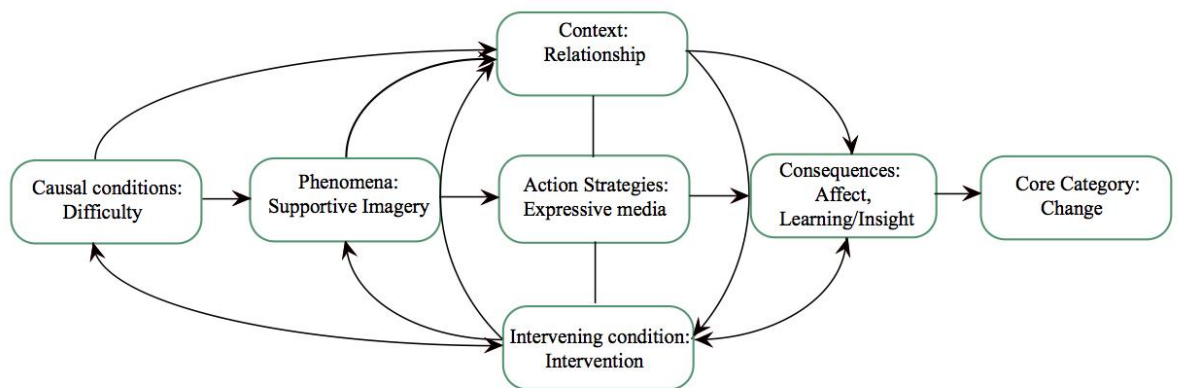 Context:
Relationship
Causal conditions:
Difficulty
Phenomena:
Supportive Imagery
Action Strategies:
Expressive media
Consequences:
Affect,
Learning/Insight
Core Category:
Change
Intervening condition:
Intervention